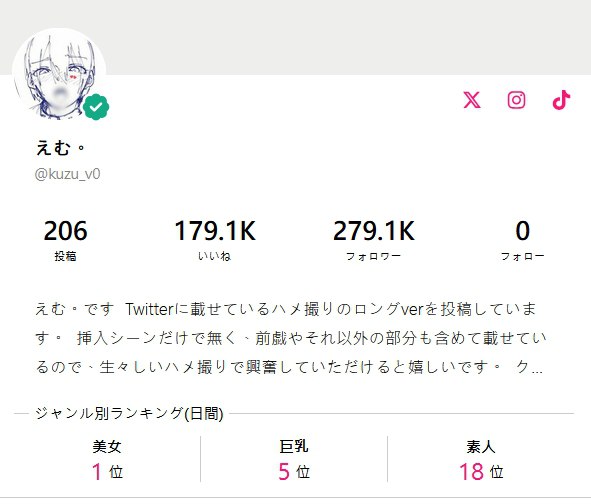 えむ。
@kuzu_v0
206
179.1K
279.1K
0
投稿
いいね
フォロワー
フォロー
えむ。です Twitterに載せているハメ撮りのロングverを投稿していま
す。 挿入シーンだけで無く、前戯やそれ以外の部分も含めて載せてい
るので、生々しいハメ撮りで興奮していただけると嬉しいです。 ク...
ジャンル別ランキング(日間)
美女
巨乳
素人
1 位
5 位
18 位